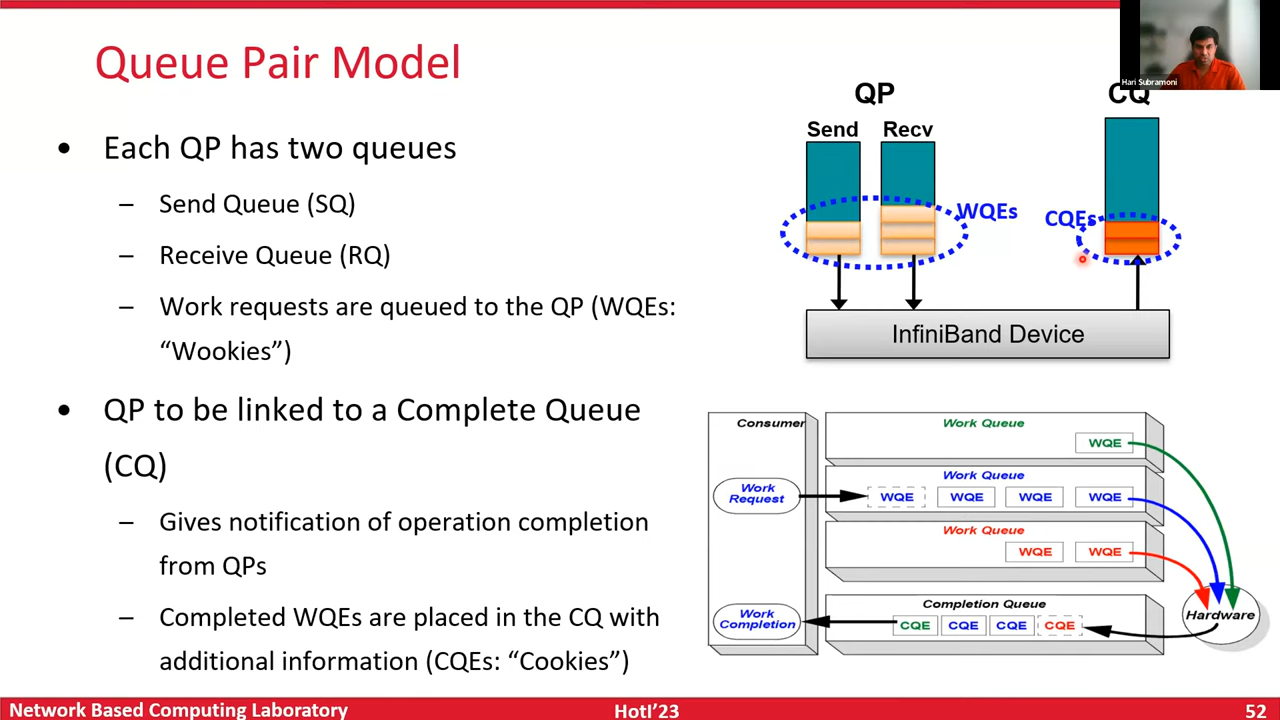 Queue Pair Model
• Each QP has two queues
– Send Queue (SQ)
– Receive Queue (RQ)
– Work requests are queued to the QP (WQEs:
“Wookies”)
• QP to be linked to a Complete Queue
(CQ)
– Gives notification of operation completion
from QPs
– Completed WQEs are placed in the CQ with
additional information (CQEs: “Cookies”)
Hari Subramoni
QP
CQ
Send Recv
WQEs
CQEs
InfiniBand Device
Consumer
Work Queue
WQE
Work Queue
Work
Request
WQE WQE WQE WQE
Work Queue
WQE WQE
Completion Queue
Work
Completion
CQE CQE CQE CQE
Hardware
Network Based Computing Laboratory
HotI’23
52